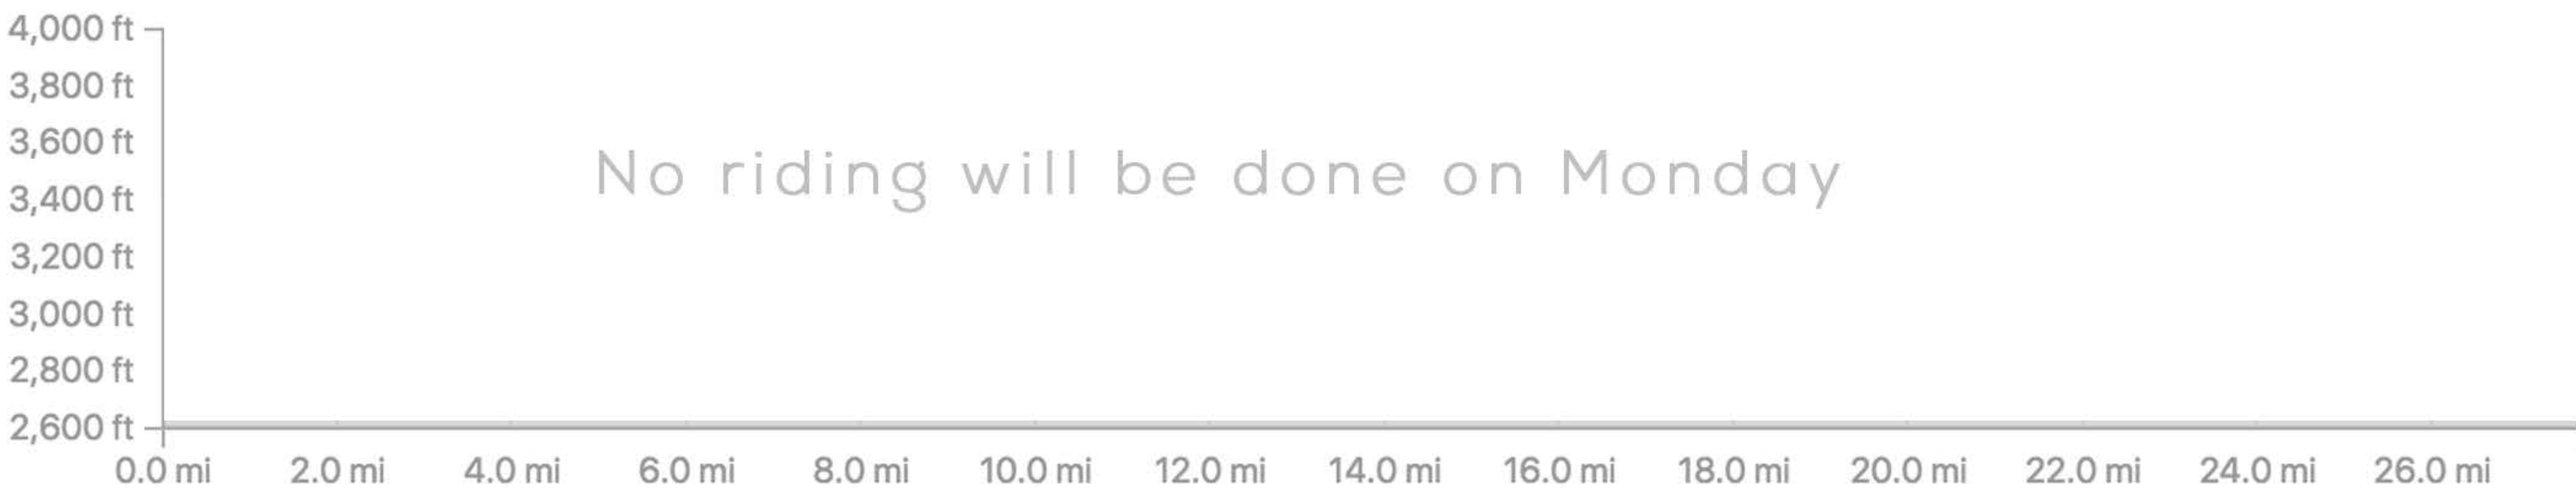 4,000 ft
3,800 ft
3,600 ft
No riding will be done on Monday
3,400 ft
3,200 ft
3,000 ft
2,800 ft
2,600 ft
0.0 mi 2.0 mi 4.0 mi 6.0 mi 8.0 mi 10.0 mi 12.0 mi 14.0 mi 16.0 mi 18.0 mi 20.0 mi 22.0 mi 24.0 mi 26.0 mi